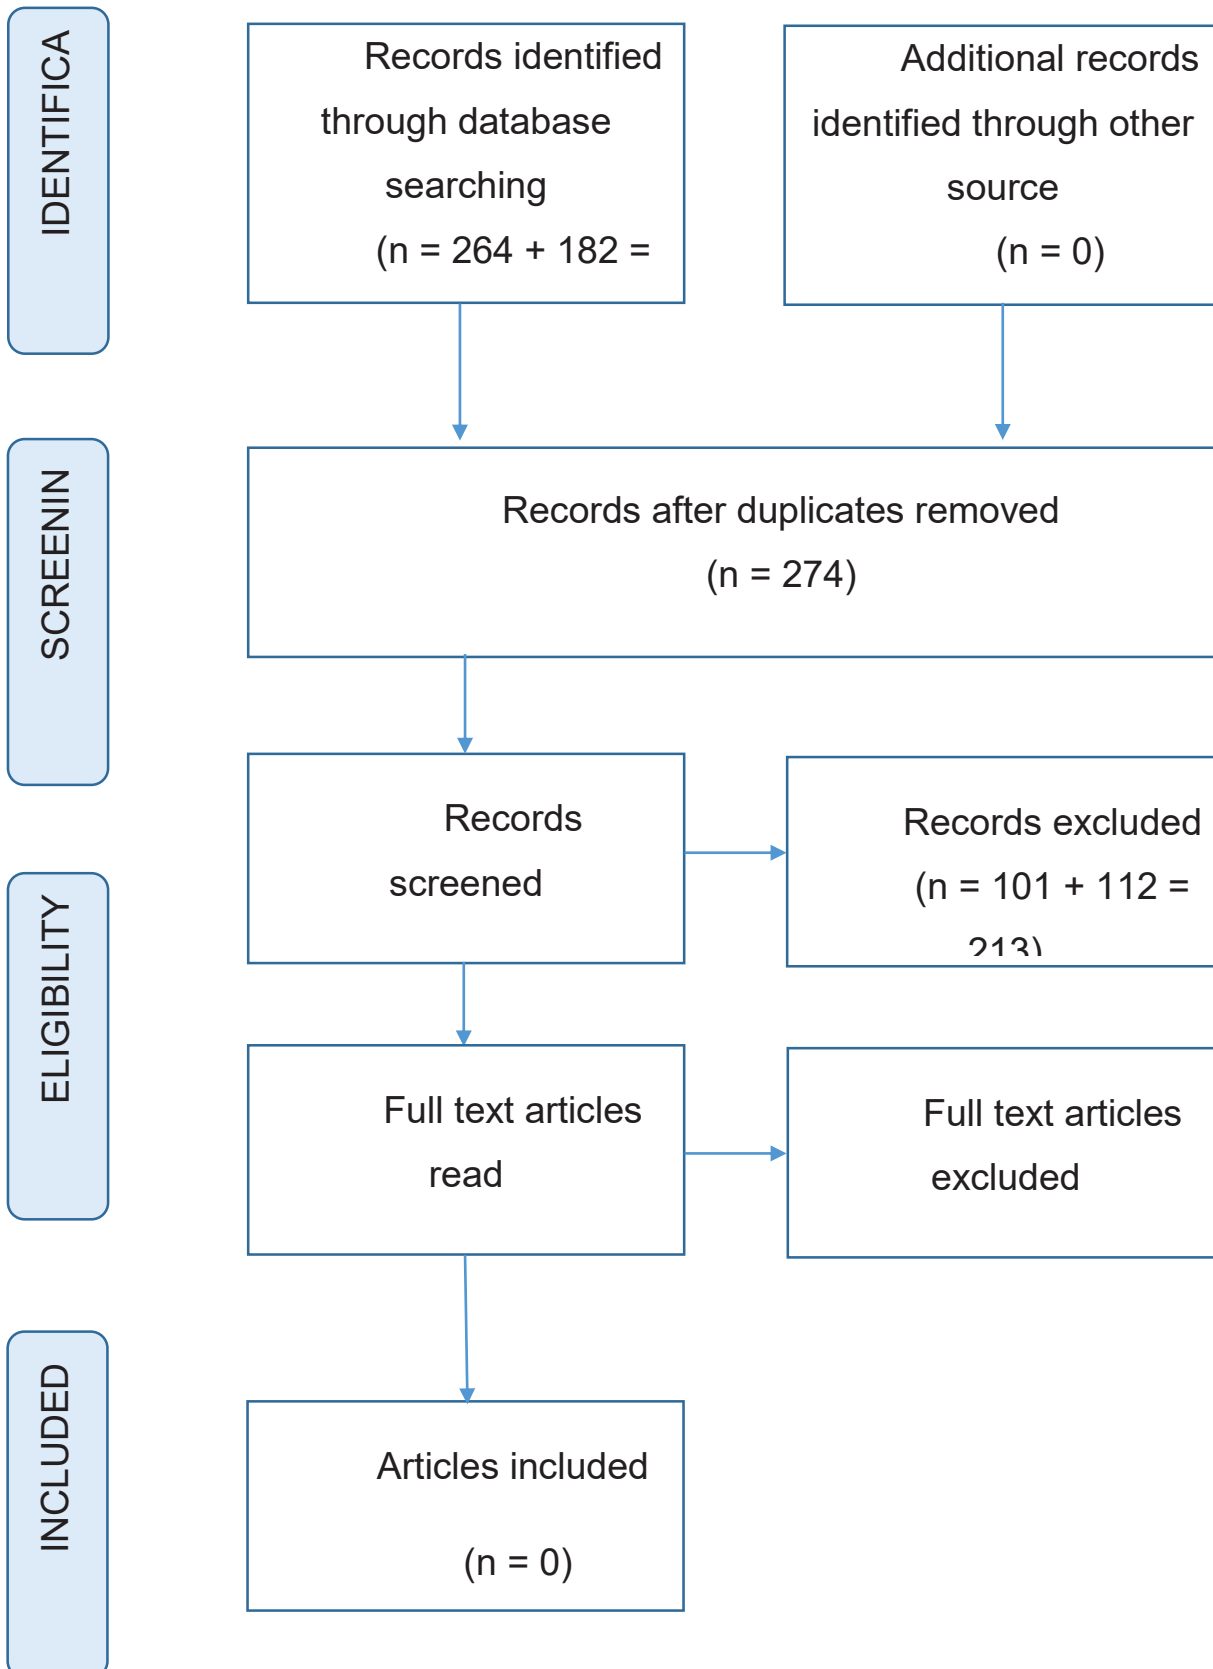 IDENTIFICA
Records identified
through database
searching
(n = 264 + 182 =
Additional records
identified through other
source
(n = 0)
SCREENIN
Records after duplicates removed
(n = 274)
Records
screened
Records excluded
(n = 101 + 112 =
213)
ELIGIBILITY
Full text articles
read
Full text articles
excluded
INCLUDED
Articles included
(n = 0)